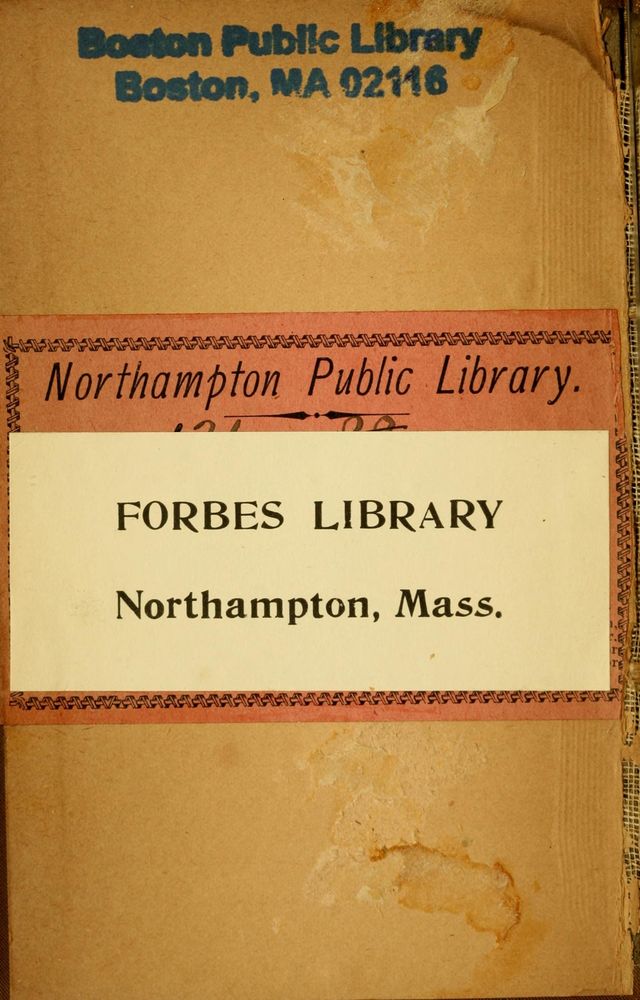 Boston Public Library
Boston, MA 02116
Northampton Public Library.
FORBES LIBRARY
Northampton, Mass.